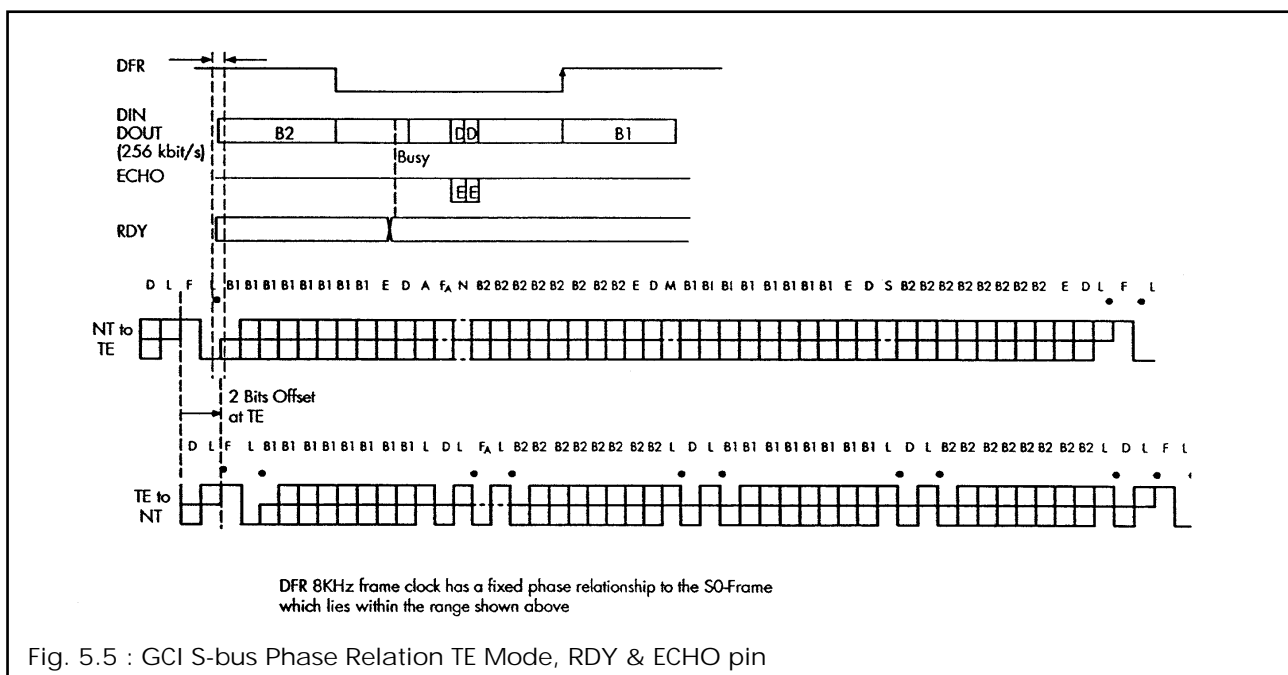 DFR
DIN
DOUT
(256 kbit/s)
B2
D D
B1
Busy
ECHO
E E
RDY
D L F L B1 B1 B1 B1 B1 B1 B1 B1 E D A FA N B2 B2 B2 B2 B2 B2 B2 B2 E D M B1 B1 B1 B1 B1 B1 B1 B1 E D S B2 B2 B2 B2 B2 B2 B2 B2 E D L F L
NT to
TE
2 Bits Offset
at TE
D L F L B1 B1 B1 B1 B1 B1 B1 B1 L D L FA L B2 B2 B2 B2 B2 B2 B2 B2 L D L B1 B1 B1 B1 B1 B1 B1 B1 L D L B2 B2 B2 B2 B2 B2 B2 B2 L D L F L
TE to
NT
DFR 8KHz frame clock has a fixed phase relationship to the S0-Frame
which lies within the range shown above
Fig. 5.5 : GCI S-bus Phase Relation TE Mode, RDY & ECHO pin